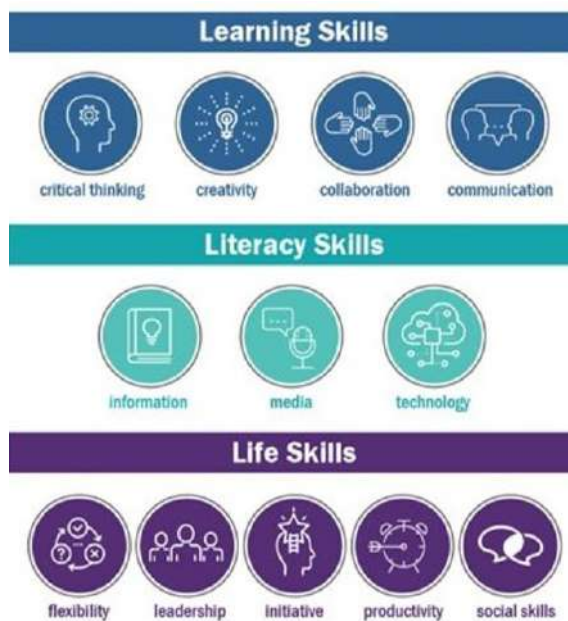 Learning Skills
critical thinking creativity collaboration communication
Literacy Skills
information media technology
Life Skills
flexibility leadership initiative productivity social skills